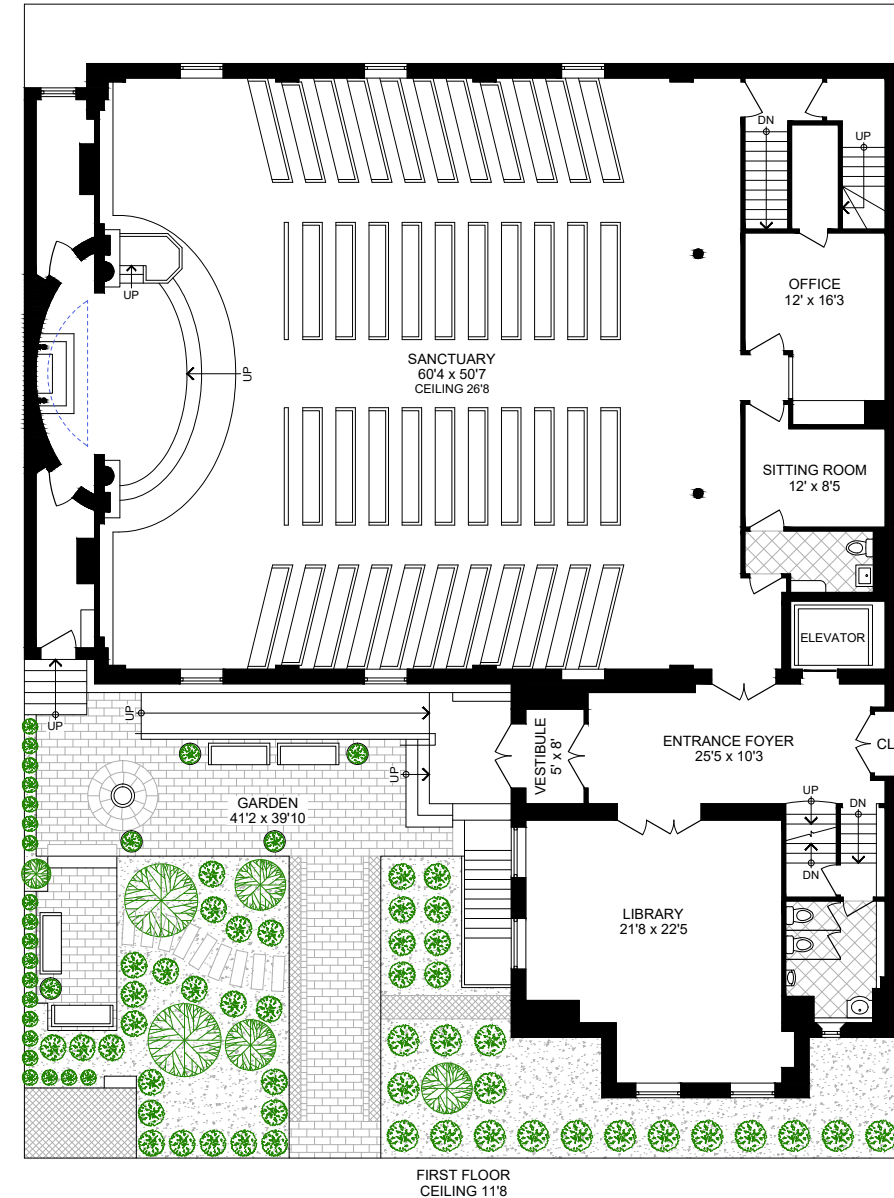 DN
UP
OFFICE
12' x 16'3
UP
SANCTUARY
60'4 x 50'7
CEILING 26'8
UP
SITTING ROOM
12' x 8'5
ELEVATOR
UP
UP
VESTIBULE
5' x 8'
ENTRANCE FOYER
25'5 x 10'3
CL
UP
GARDEN
41'2 x 39'10
UP
DN
DN
LIBRARY
21'8 x 22'5
FIRST FLOOR
CEILING 11'8